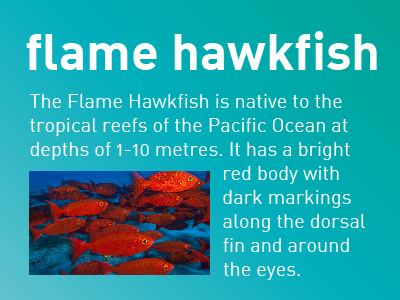 flame hawkfish
The Flame Hawkfish is native to the
tropical reefs of the Pacific Ocean at
depths of 1-10 metres. It has a bright
red body with
dark markings
along the dorsal
fin and around
the eyes.